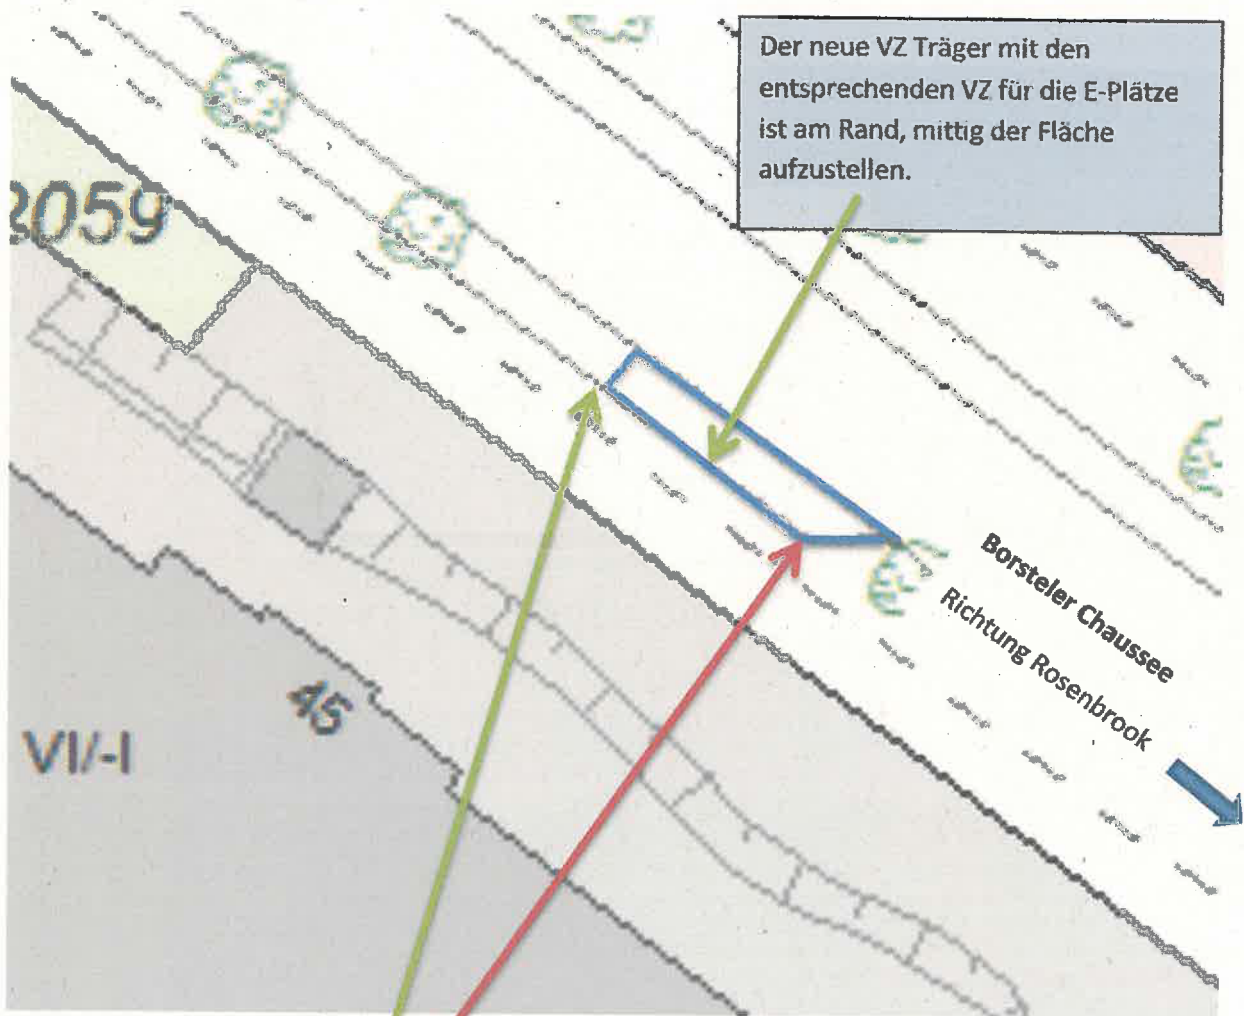 Der neue VZ Träger mit den
entsprechenden VZ für die E-Plätze
ist am Rand, mittig der Fläche
aufzustellen.
2059
Borsteler Chaussee
Richtung Rosenbrook
45
VI/-I